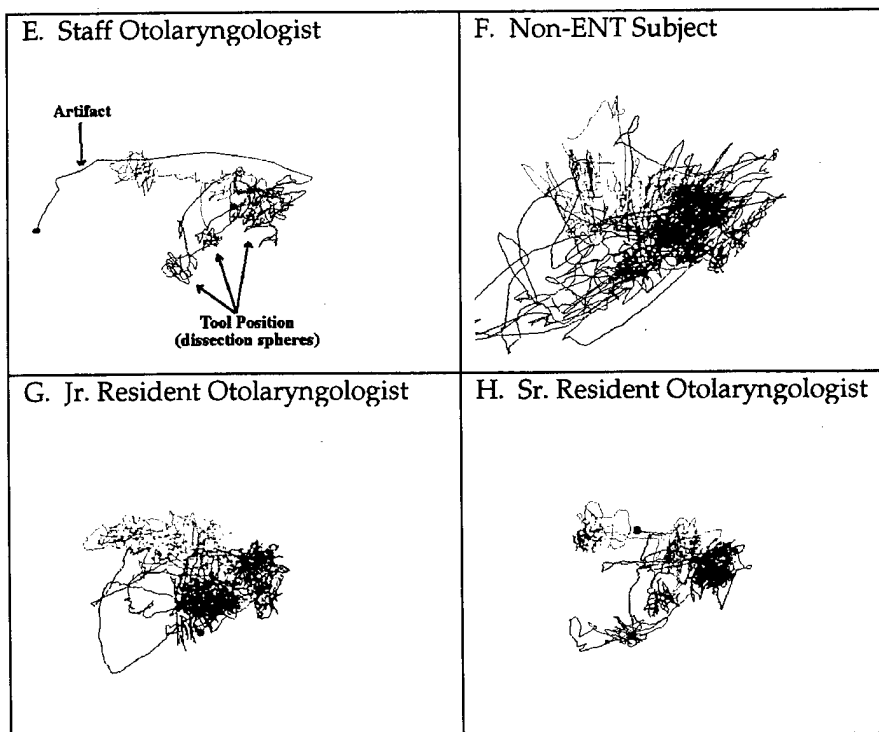 E. Staff Otolaryngologist
Artifact
Tool Position
(dissection spheres)
F. Non-ENT Subject
G. Jr. Resident Otolaryngologist
H. Sr. Resident Otolaryngologist